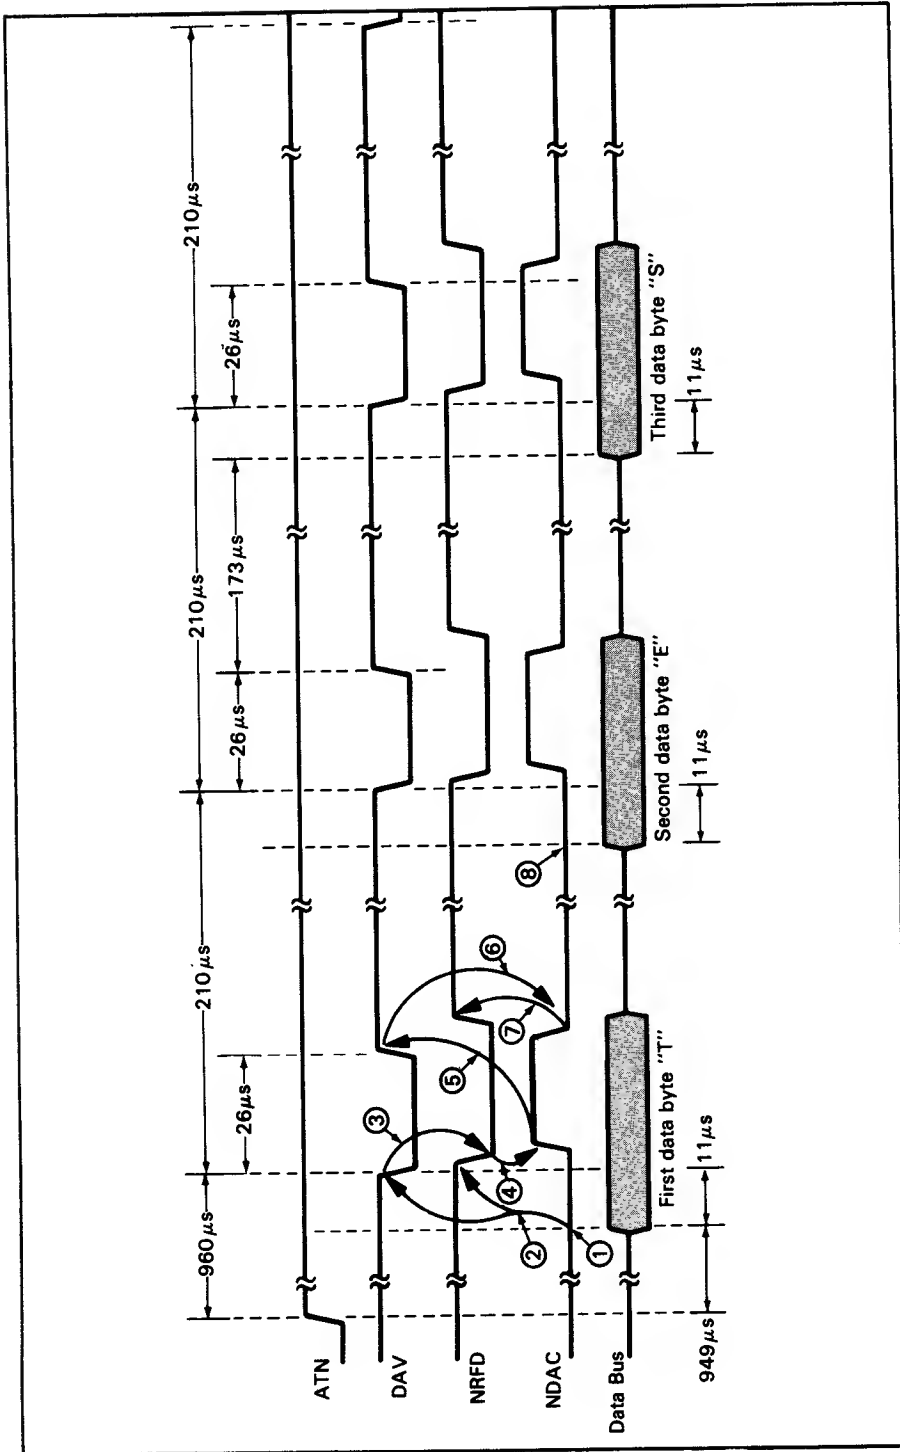 960μs
210μs
210μs
210μs
26μs
26μs
173μs
26μs
ATN
DAV
NRFD
NDAC
Data Bus
③
⑤
⑥
④
⑦
②
①
⑧
First data byte "T"
Second data byte "E"
Third data byte "S"
949μs
11μs
11μs
11μs